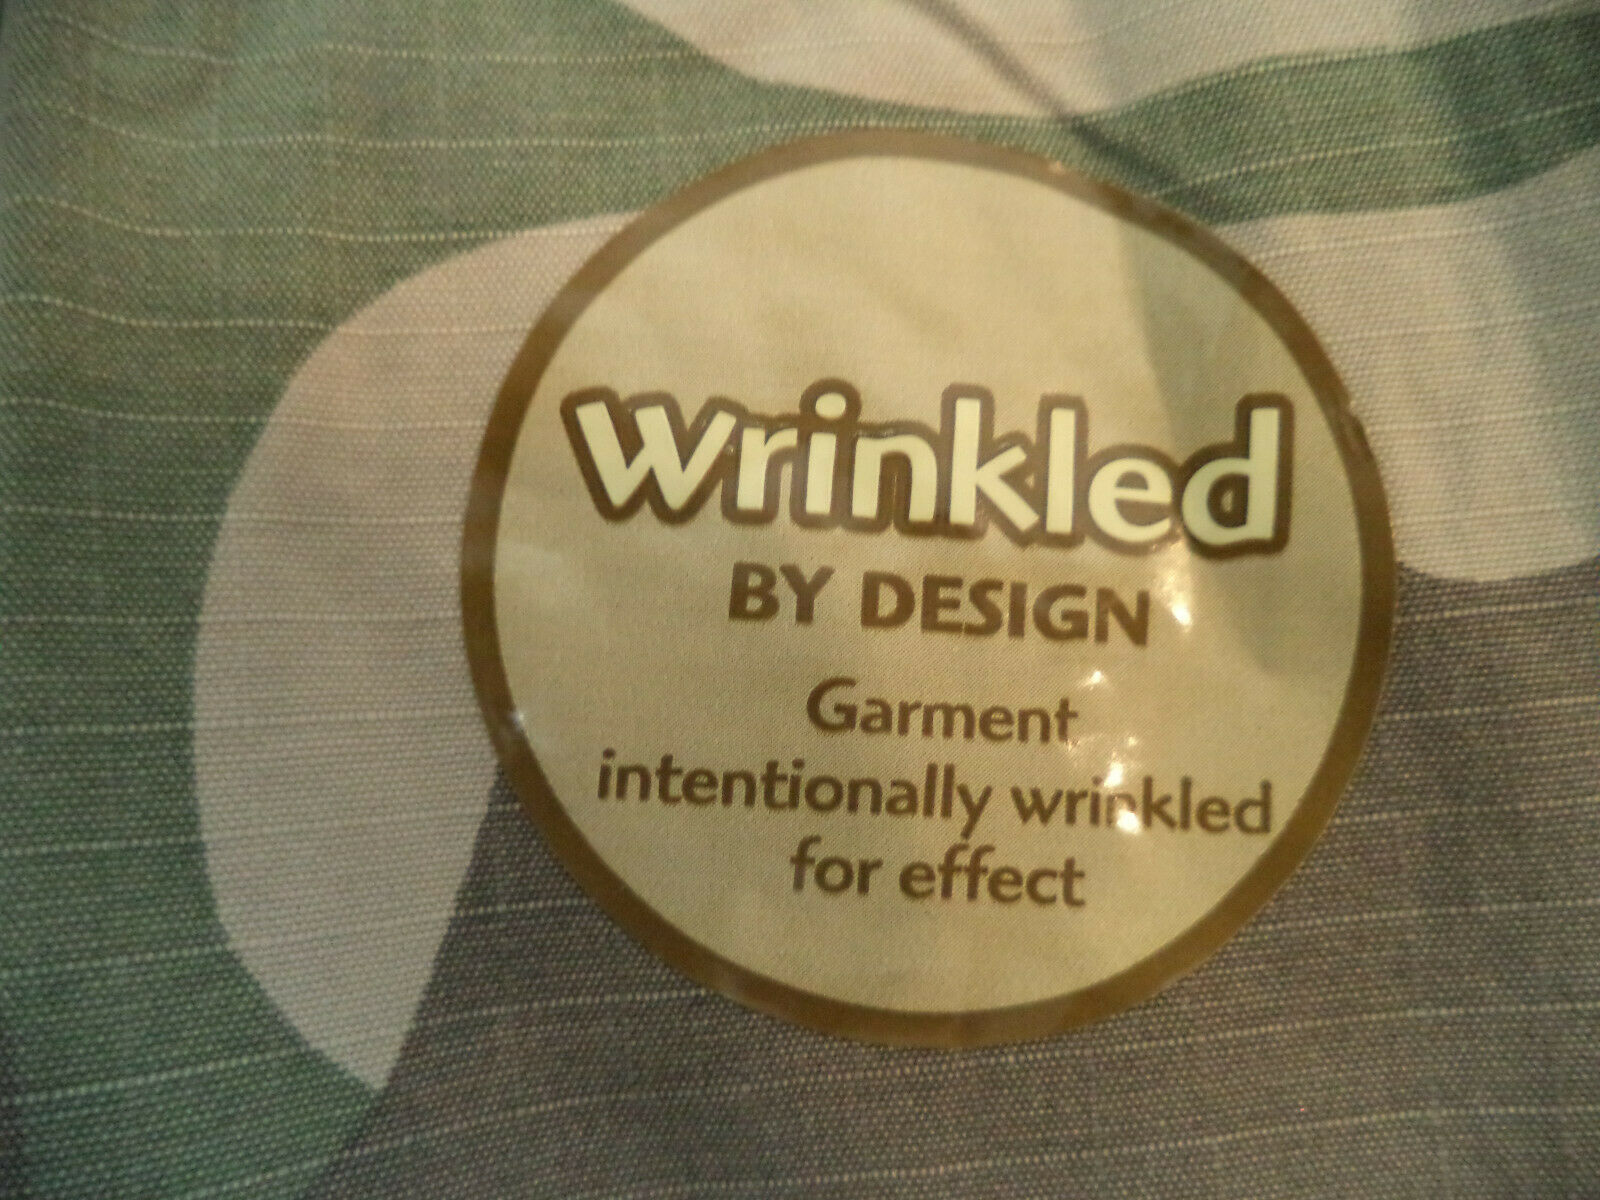 Wrinkled
BY DESIGN
Garment
intentionally wrinkled
for effect